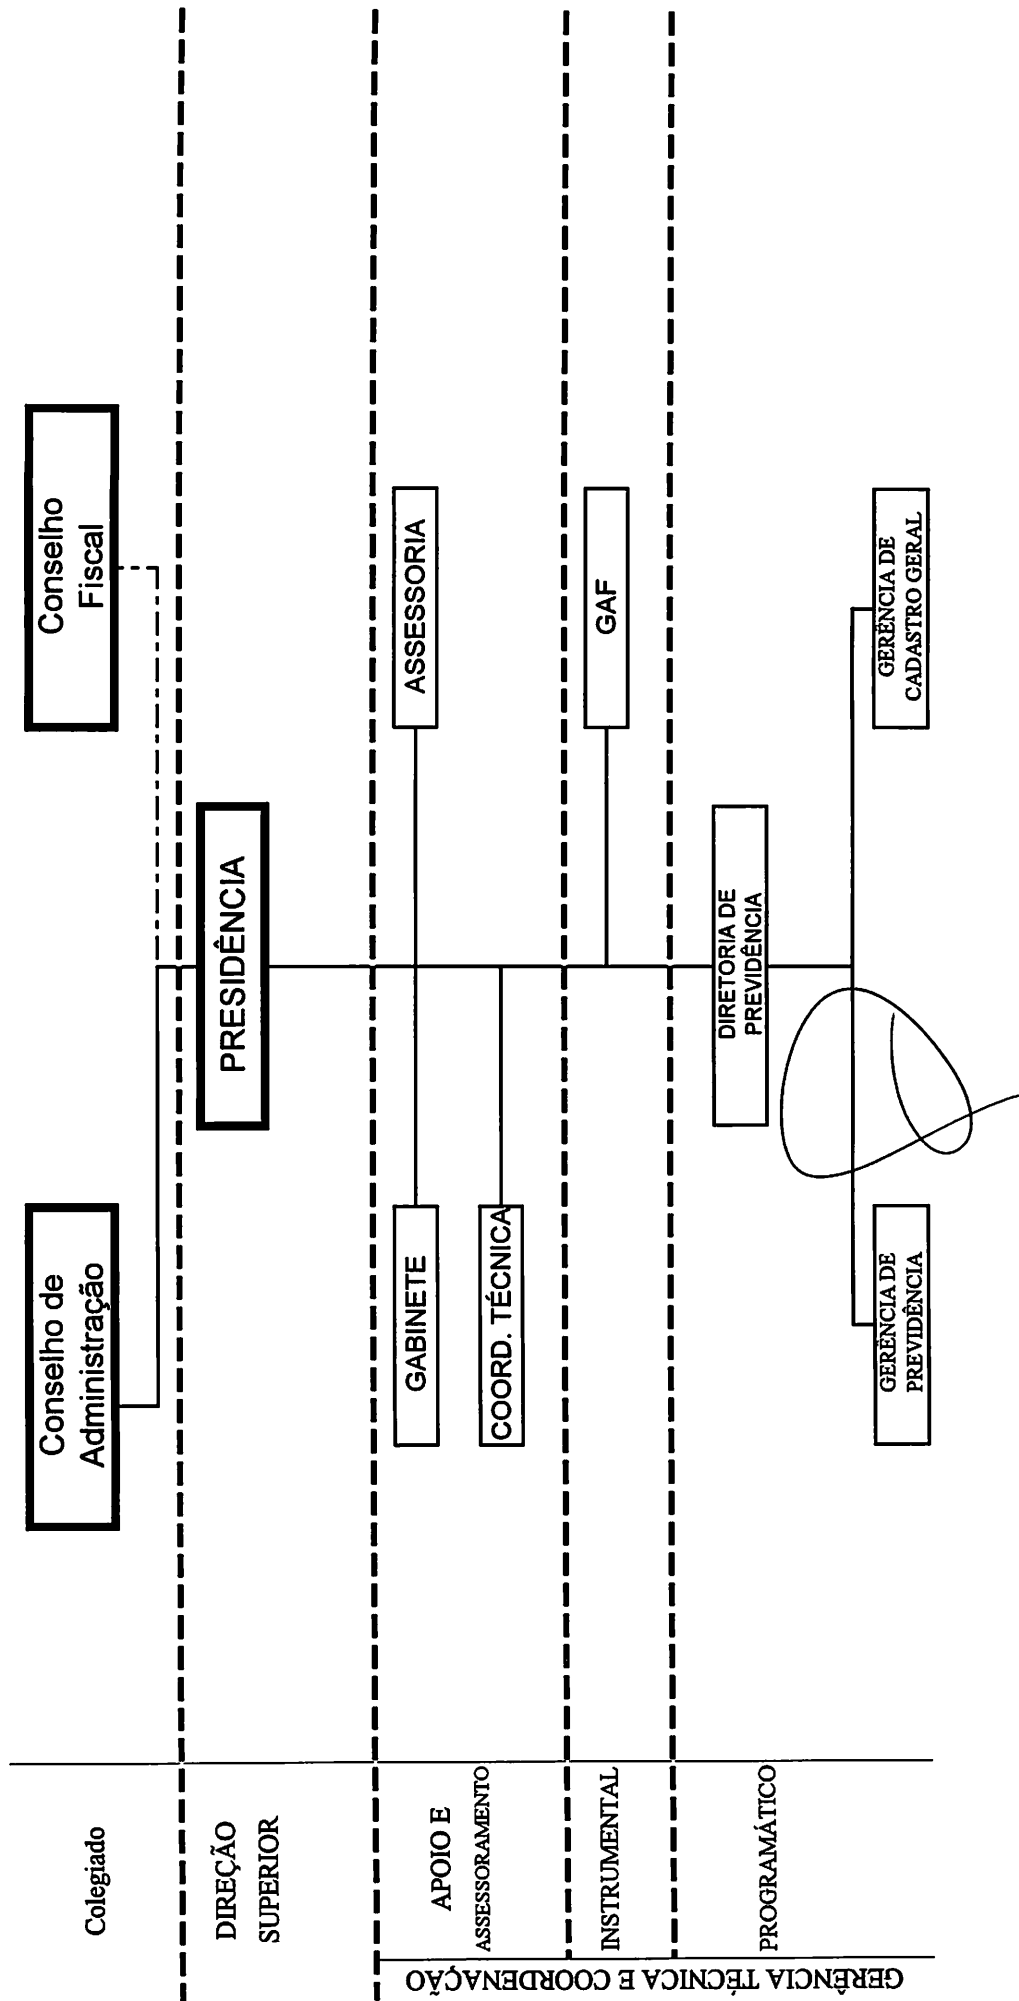 Colegiado
Conselho de
Administração
Conselho
Fiscal
DIREÇÃO
SUPERIOR
PRESIDÊNCIA
GERÊNCIA TÉCNICA E COORDENAÇÃO
APOIO E
ASSESSORAMENTO
GABINETE
ASSESSORIA
COORD. TÉCNICA
INSTRUMENTAL
GAF
PROGRAMÁTICO
DIRETORIA DE
PREVIDÊNCIA
GERÊNCIA DE
PREVIDÊNCIA
GERÊNCIA DE
CADASTRO GERAL